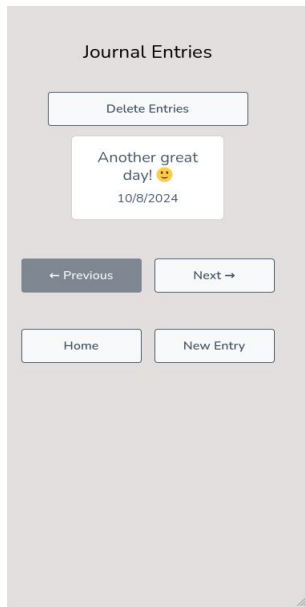 Journal Entries
Delete Entries
Another great
day! 🙂
10/8/2024
← Previous
Next →
Home
New Entry